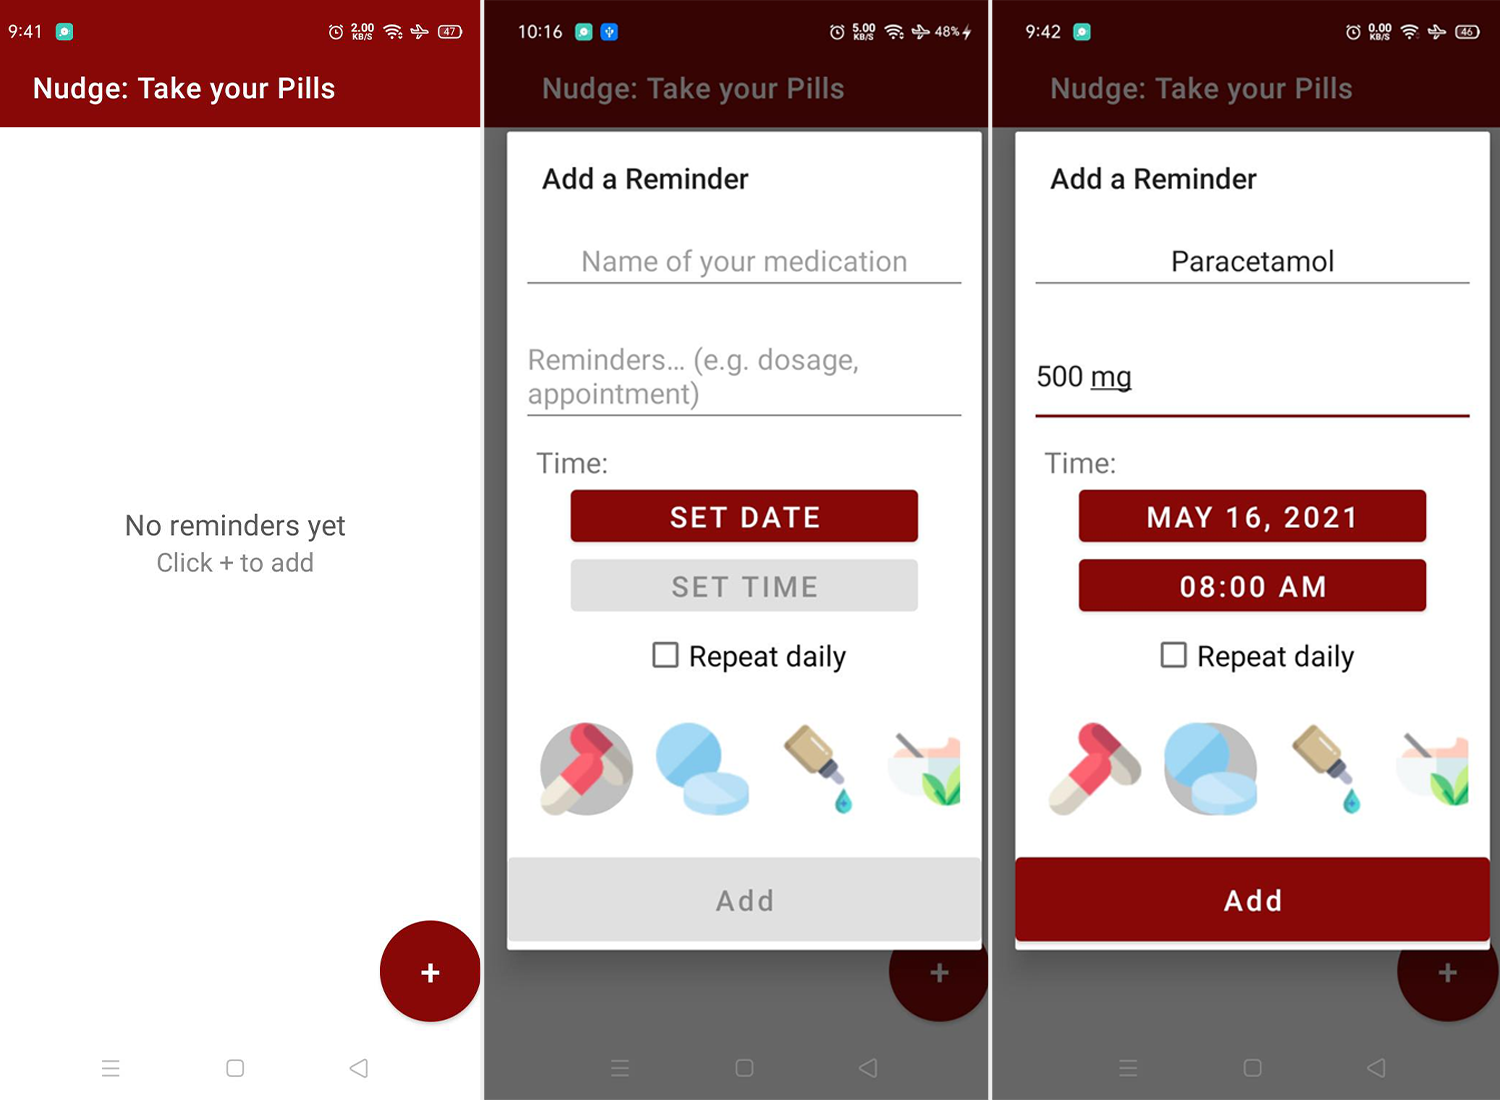 9:41
2.00
KB/S
47
Nudge: Take your Pills
No reminders yet
Click + to add
+
10:16
5.00
KB/S
48%
Nudge: Take your Pills
Add a Reminder
Name of your medication
Reminders... (e.g. dosage,
appointment)
Time:
SET DATE
SET TIME
Repeat daily
Add
+
9:42
0.00
KB/S
46
Nudge: Take your Pills
Add a Reminder
Paracetamol
500 mg
Time:
MAY 16, 2021
08:00 AM
Repeat daily
Add
+